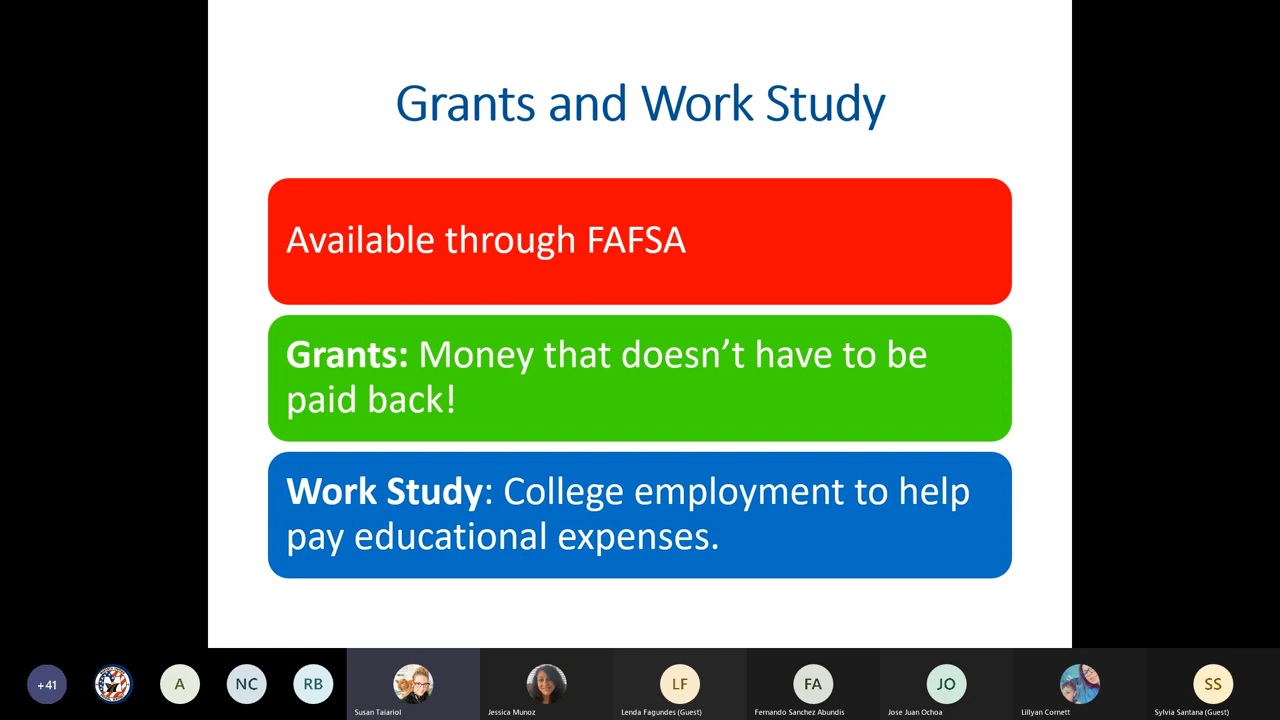 Grants and Work Study
Available through FAFSA
Grants: Money that doesn't have to be
paid back!
Work Study: College employment to help
pay educational expenses.
+41
A
NC
RB
LF
FA
JO
SS
Susan Taiariol
Jessica Munoz
Lenda Fagundes (Guest)
Fernando Sanchez Abundis
Jose Juan Ochoa
Lillyan Cornett
Sylvia Santana (Guest)